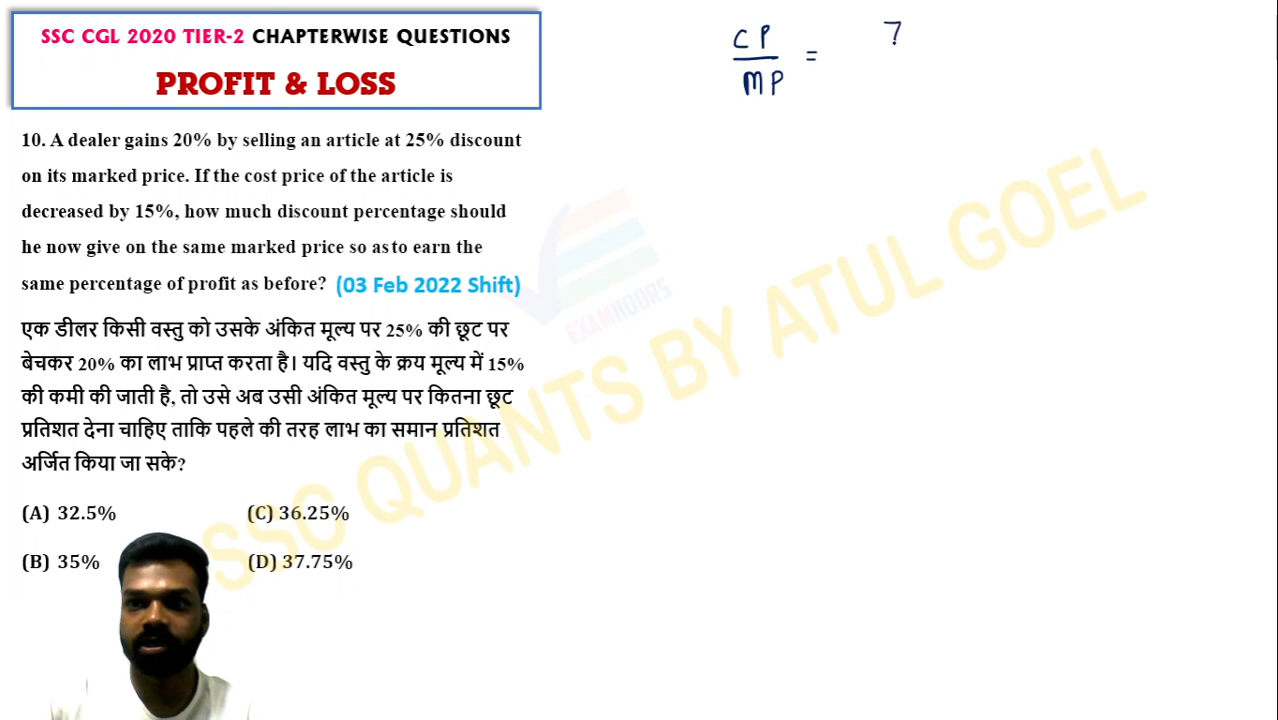 SSC CGL 2020 TIER-2 CHAPTERWISE QUESTIONS
PROFIT & LOSS
10. A dealer gains 20% by selling an article at 25% discount
on its marked price. If the cost price of the article is
decreased by 15%, how much discount percentage should
he now give on the same marked price so as to earn the
same percentage of profit as before? (03 Feb 2022 Shift)
एक डीलर किसी वस्तु को उसके अंकित मूल्य पर 25% की छूट पर
बेचकर 20% का लाभ प्राप्त करता है। यदि वस्तु के क्रय मूल्य में 15%
की कमी की जाती है, तो उसे अब उसी अंकित मूल्य पर कितना छूट
प्रतिशत देना चाहिए ताकि पहले की तरह लाभ का समान प्रतिशत
अर्जित किया जा सके?
(A) 32.5% (C) 36.25%
(B) 35% (D) 37.75%
CP 7
=
MP
EXAMHOURS
SSC QUANTS BY ATUL GOEL